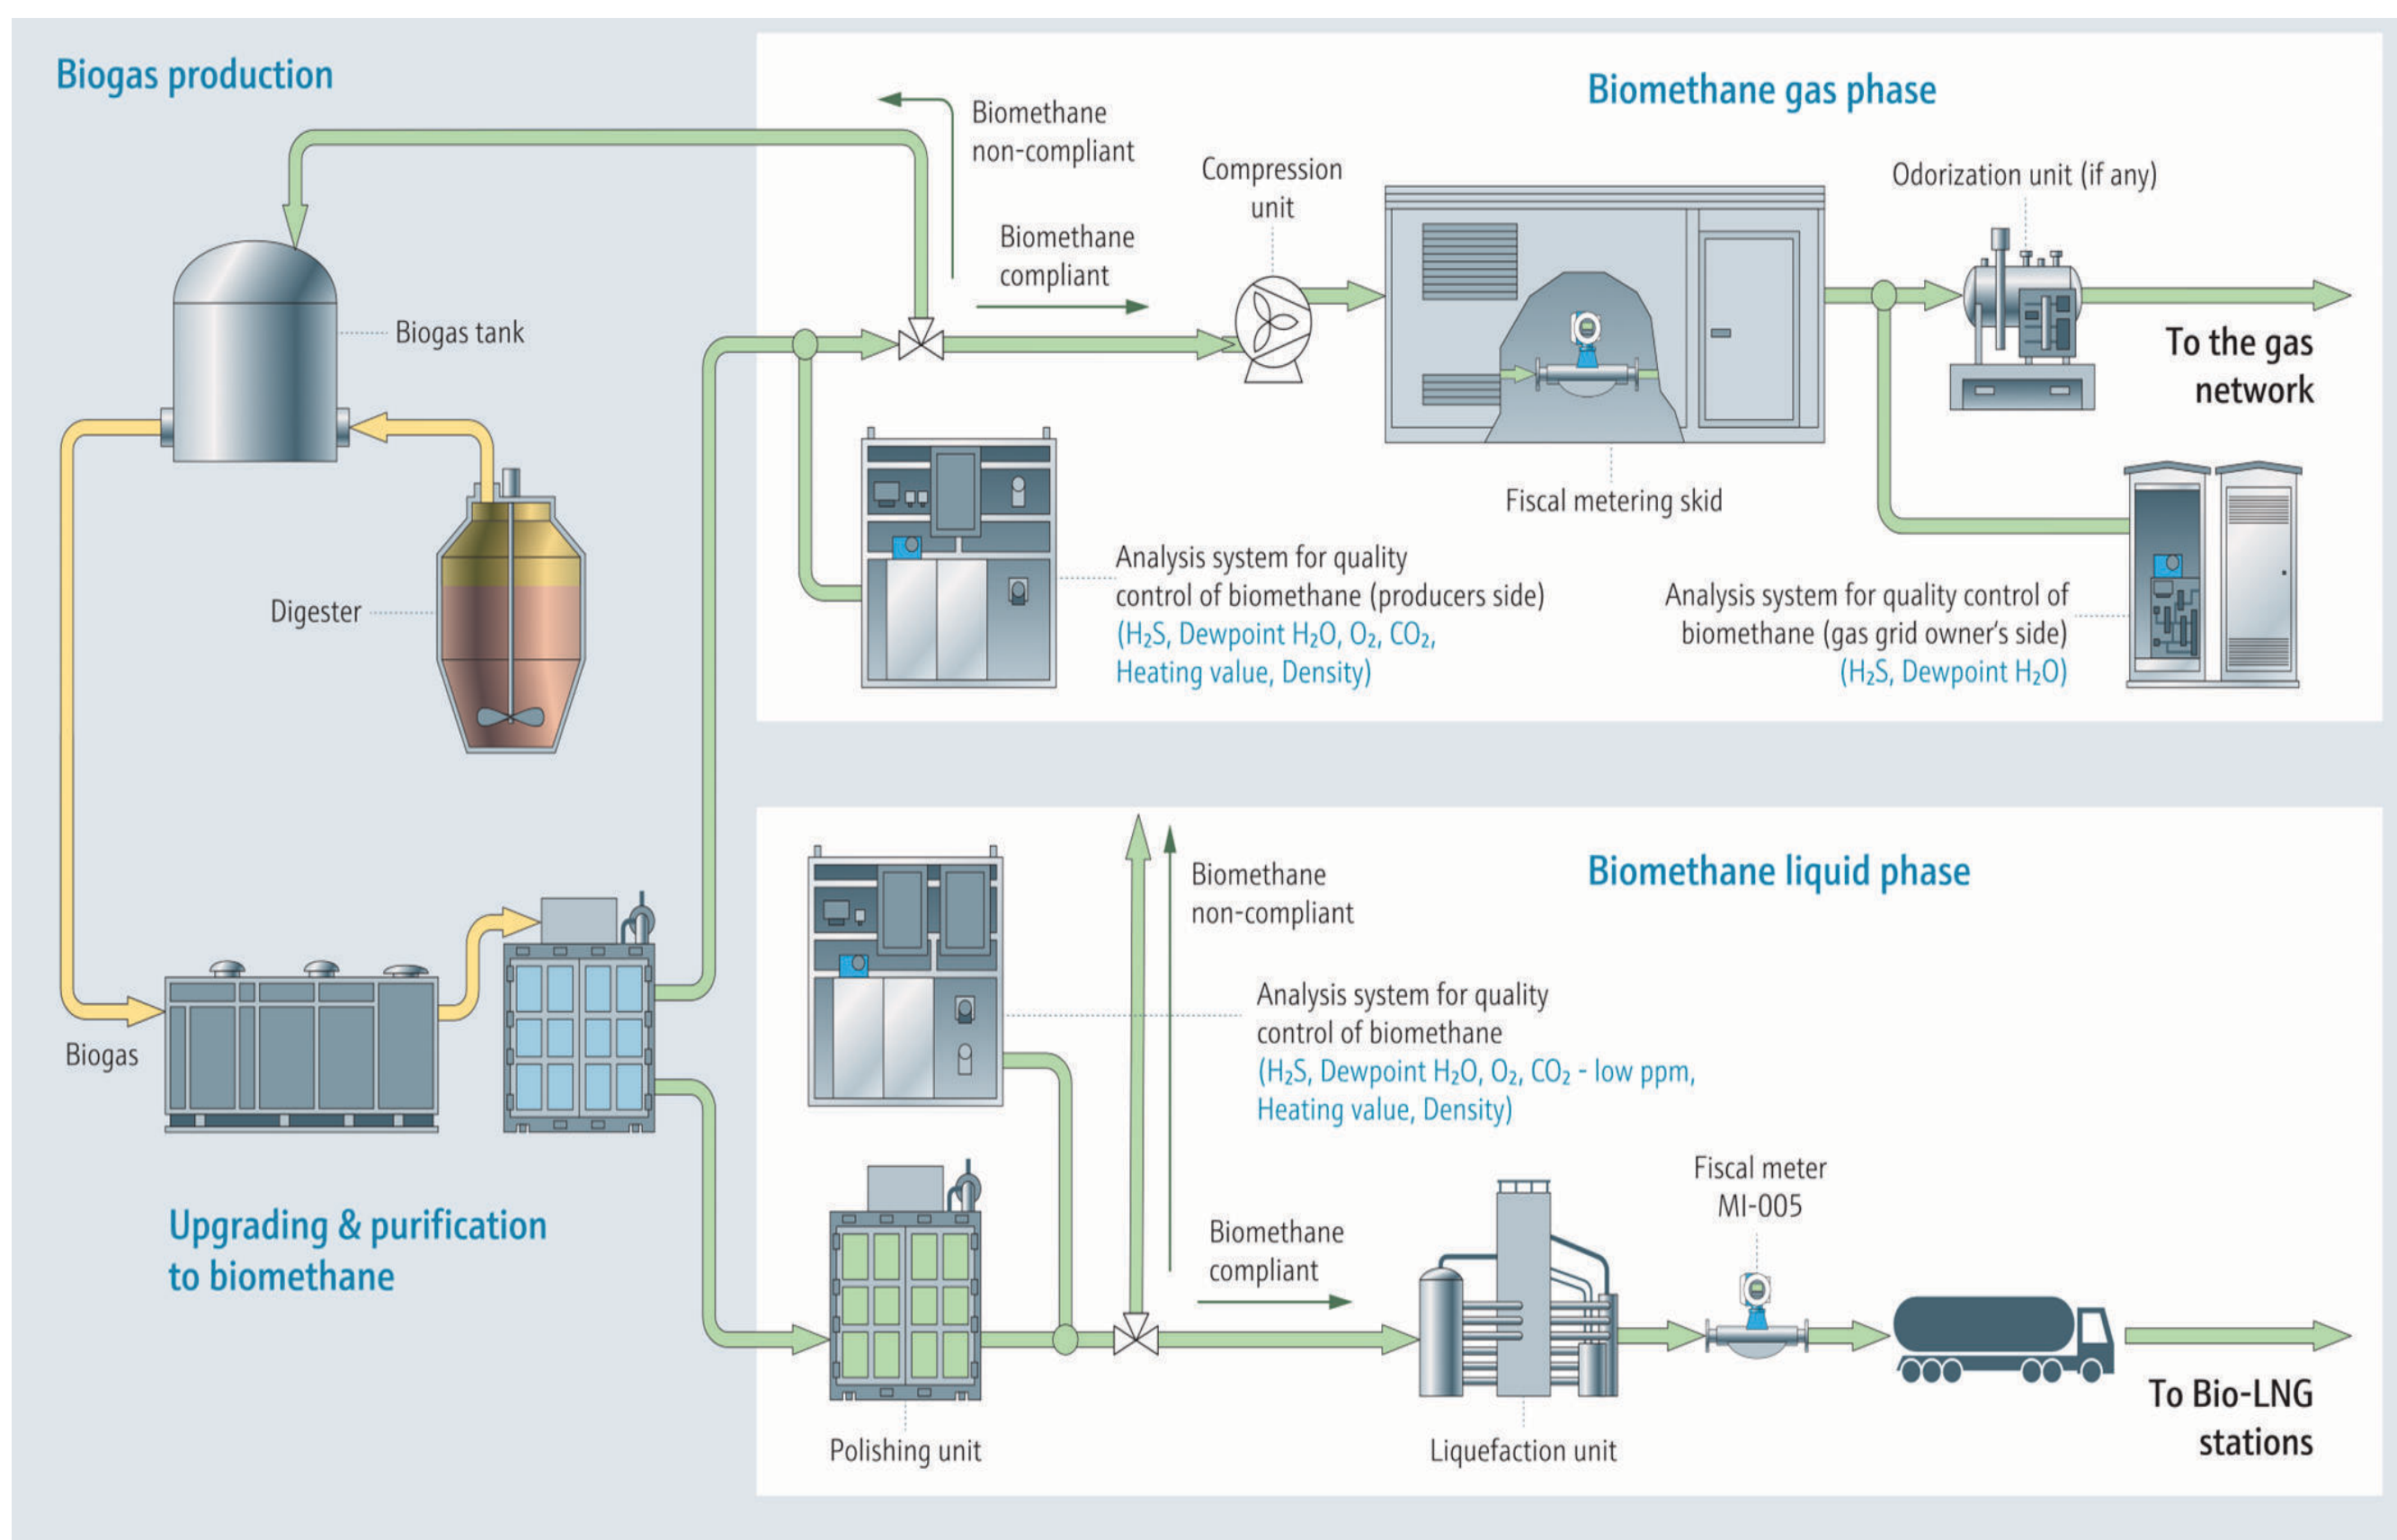 Biogas production
Biomethane
non-compliant
Biomethane gas phase
Compression
unit
Odorization unit (if any)
Biomethane
compliant
Biogas tank
To the gas
network
Fiscal metering skid
Analysis system for quality
control of biomethane (producers side)
(H₂S, Dewpoint H₂O, O₂, CO₂,
Heating value, Density)
Analysis system for quality control of
biomethane (gas grid owner's side)
(H₂S, Dewpoint H₂O)
Digester
Biomethane liquid phase
Biomethane
non-compliant
Analysis system for quality
control of biomethane
(H₂S, Dewpoint H₂O, O₂, CO₂ - low ppm,
Heating value, Density)
Biogas
Upgrading & purification
to biomethane
Fiscal meter
MI-005
Biomethane
compliant
To Bio-LNG
stations
Polishing unit
Liquefaction unit